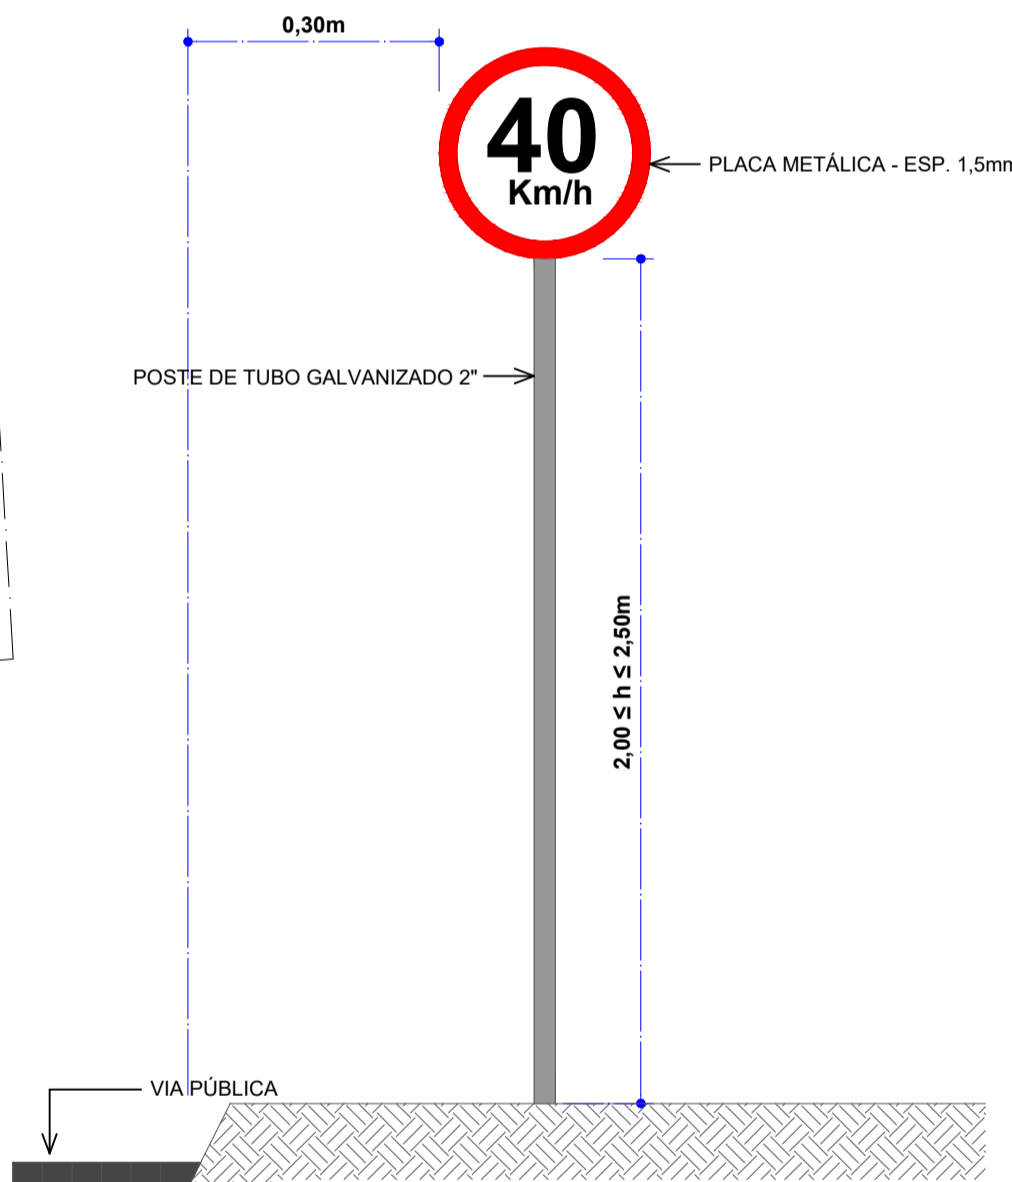 0,30m
40
Km/h
PLACA METÁLICA - ESP. 1,5mm
POSTE DE TUBO GALVANIZADO 2"
2,00 ≤ h ≤ 2,50m
VIA PÚBLICA